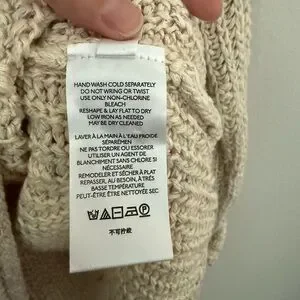 HAND WASH COLD SEPARATELY
DO NOT WRING OR TWIST
USE ONLY NON-CHLORINE
BLEACH
RESHAPE & LAY FLAT TO DRY
LOW IRON AS NEEDED
MAY BE DRY CLEANED
LAVER À LA MAIN À L'EAU FROIDE
SÉPARÉMENT
NE PAS TORDRE OU ESSORER
UTILISER UN AGENT DE
BLANCHIMENT SANS CHLORE SI
NÉCESSAIRE
REMODELER ET SÉCHER À PLAT
REPASSER, AU BESOIN, À TRÈS
BASSE TEMPÉRATURE
PEUT-ÊTRE ÊTRE NETTOYÉE SEC
不可拧绞